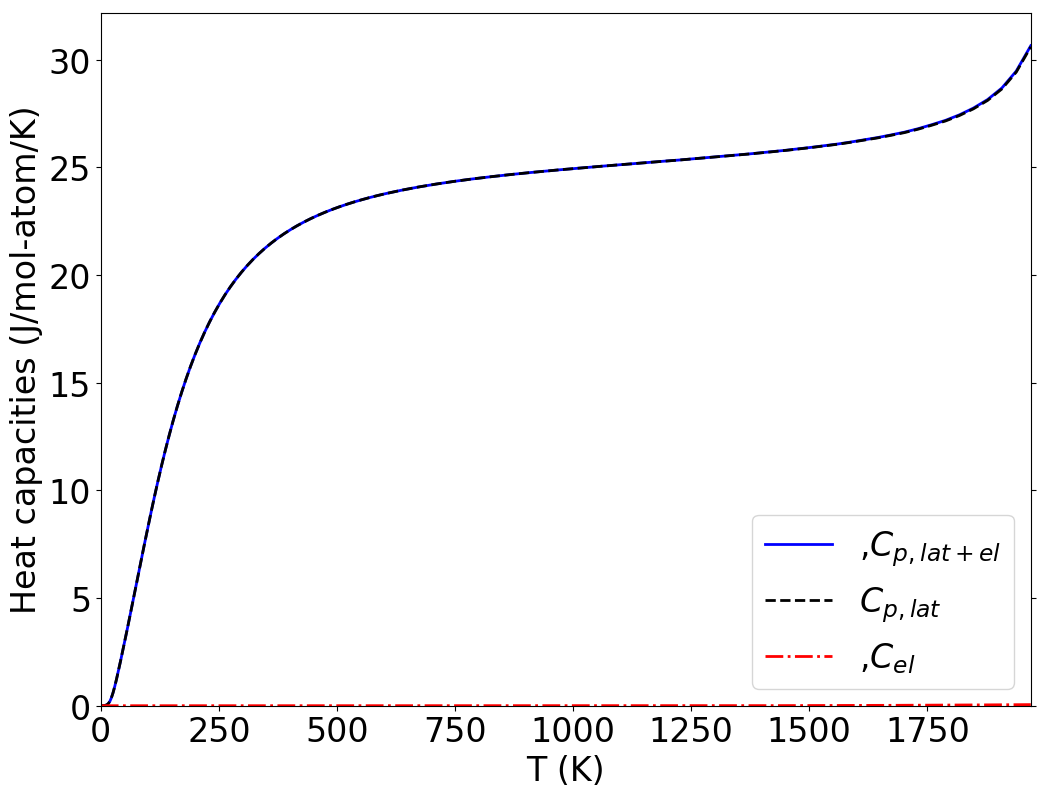 Heat capacities (J/mol-atom/K)
30
25
20
15
10
5
0
0 250 500 750 1000 1250 1500 1750
T (K)
,C_{p,lat+el}
C_{p,lat}
,C_{el}